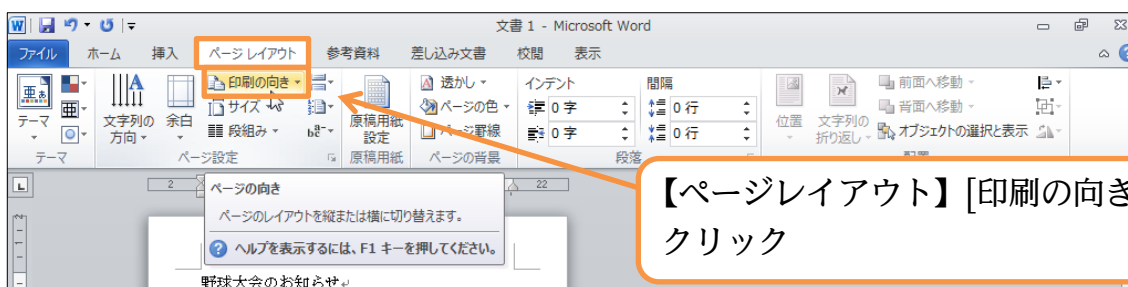 文書 1 - Microsoft Word
ファイル ホーム 挿入 ページ レイアウト 参考資料 差し込み文書 校閲 表示
亜あ 亜 テーマ
テーマ
文字列の方向 余白 印刷の向き サイズ 段組み
ページ設定
原稿用紙設定
原稿用紙
透かし ページの色 ページ罫線
ページの背景
インデント 間隔
0 字 0 行
0 字 0 行
段落
位置 文字列の折り返し 前面へ移動 背面へ移動 オブジェクトの選択と表示
配置
2 22
ページの向き
ページのレイアウトを縦または横に切り替えます。
ヘルプを表示するには、F1 キーを押してください。
【ページレイアウト】[印刷の向き
クリック
野球大会のお知らせ